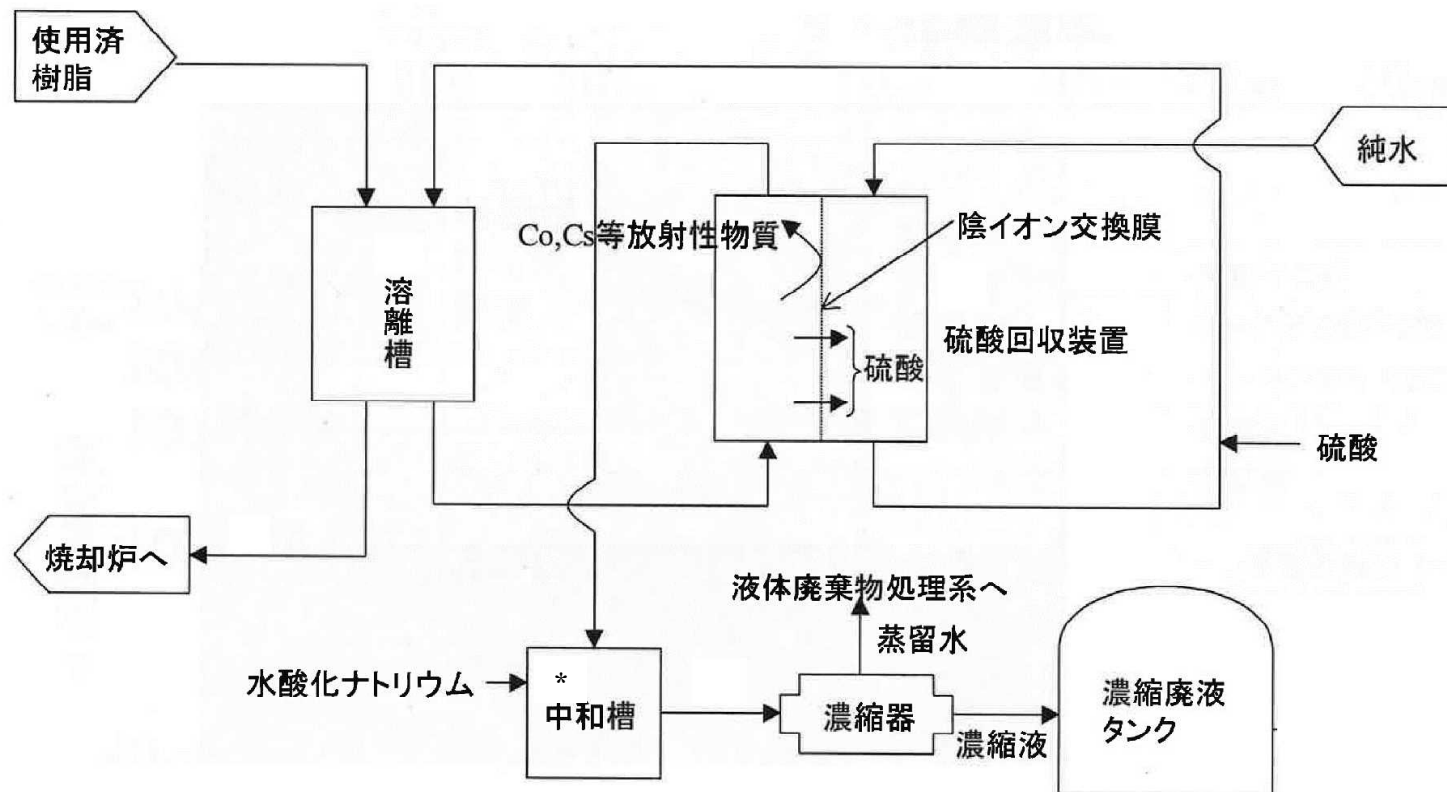 使用済
樹脂
純水
Co,Cs等放射性物質
陰イオン交換膜
溶離槽
硫酸回収装置
硫酸
硫酸
焼却炉へ
液体廃棄物処理系へ
蒸留水
水酸化ナトリウム
*
中和槽
濃縮器
濃縮液
濃縮廃液
タンク